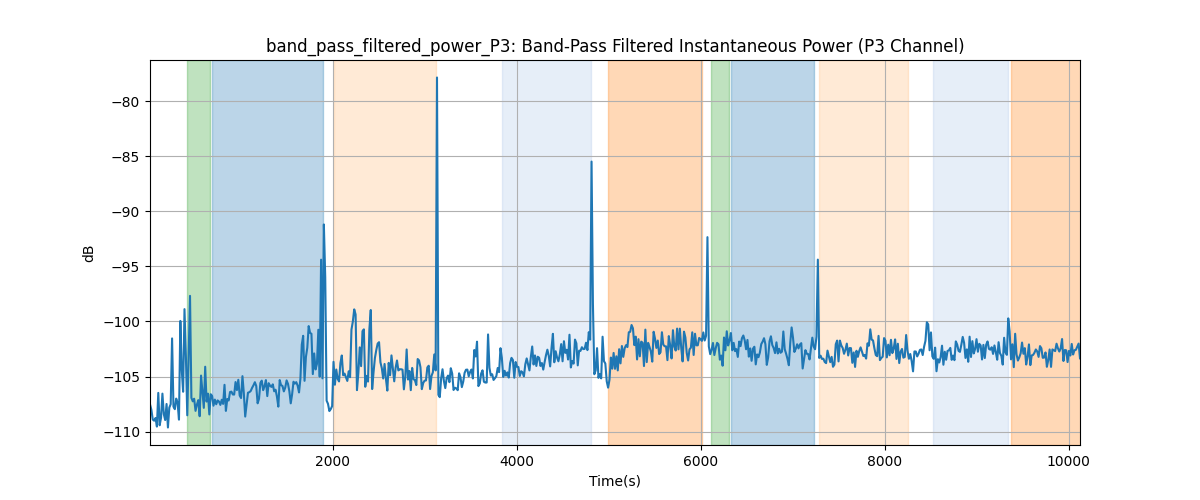 band_pass_filtered_power_P3: Band-Pass Filtered Instantaneous Power (P3 Channel)
dB
−80
−85
−90
−95
−100
−105
−110
2000 4000 6000 8000 10000
Time(s)